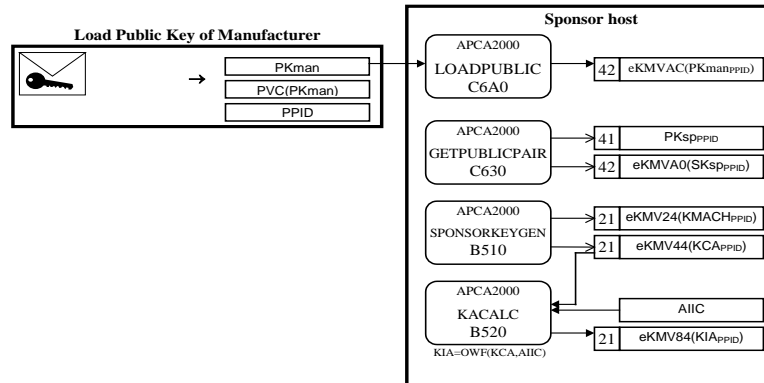 Sponsor host
Load Public Key of Manufacturer
PKman
PVC(PKman)
PPID
APCA2000
LOADPUBLIC
C6A0
42 eKMVAC(PKmanPPID)
APCA2000
GETPUBLICPAIR
C630
41 PKspPPID
42 eKMVA0(SKspPPID)
APCA2000
SPONSORKEYGEN
B510
21 eKMV24(KMACHPPID)
21 eKMV44(KCAPPID)
APCA2000
KACALC
B520
AIIC
21 eKMV84(KIAPPID)
KIA=OWF(KCA,AIIC)